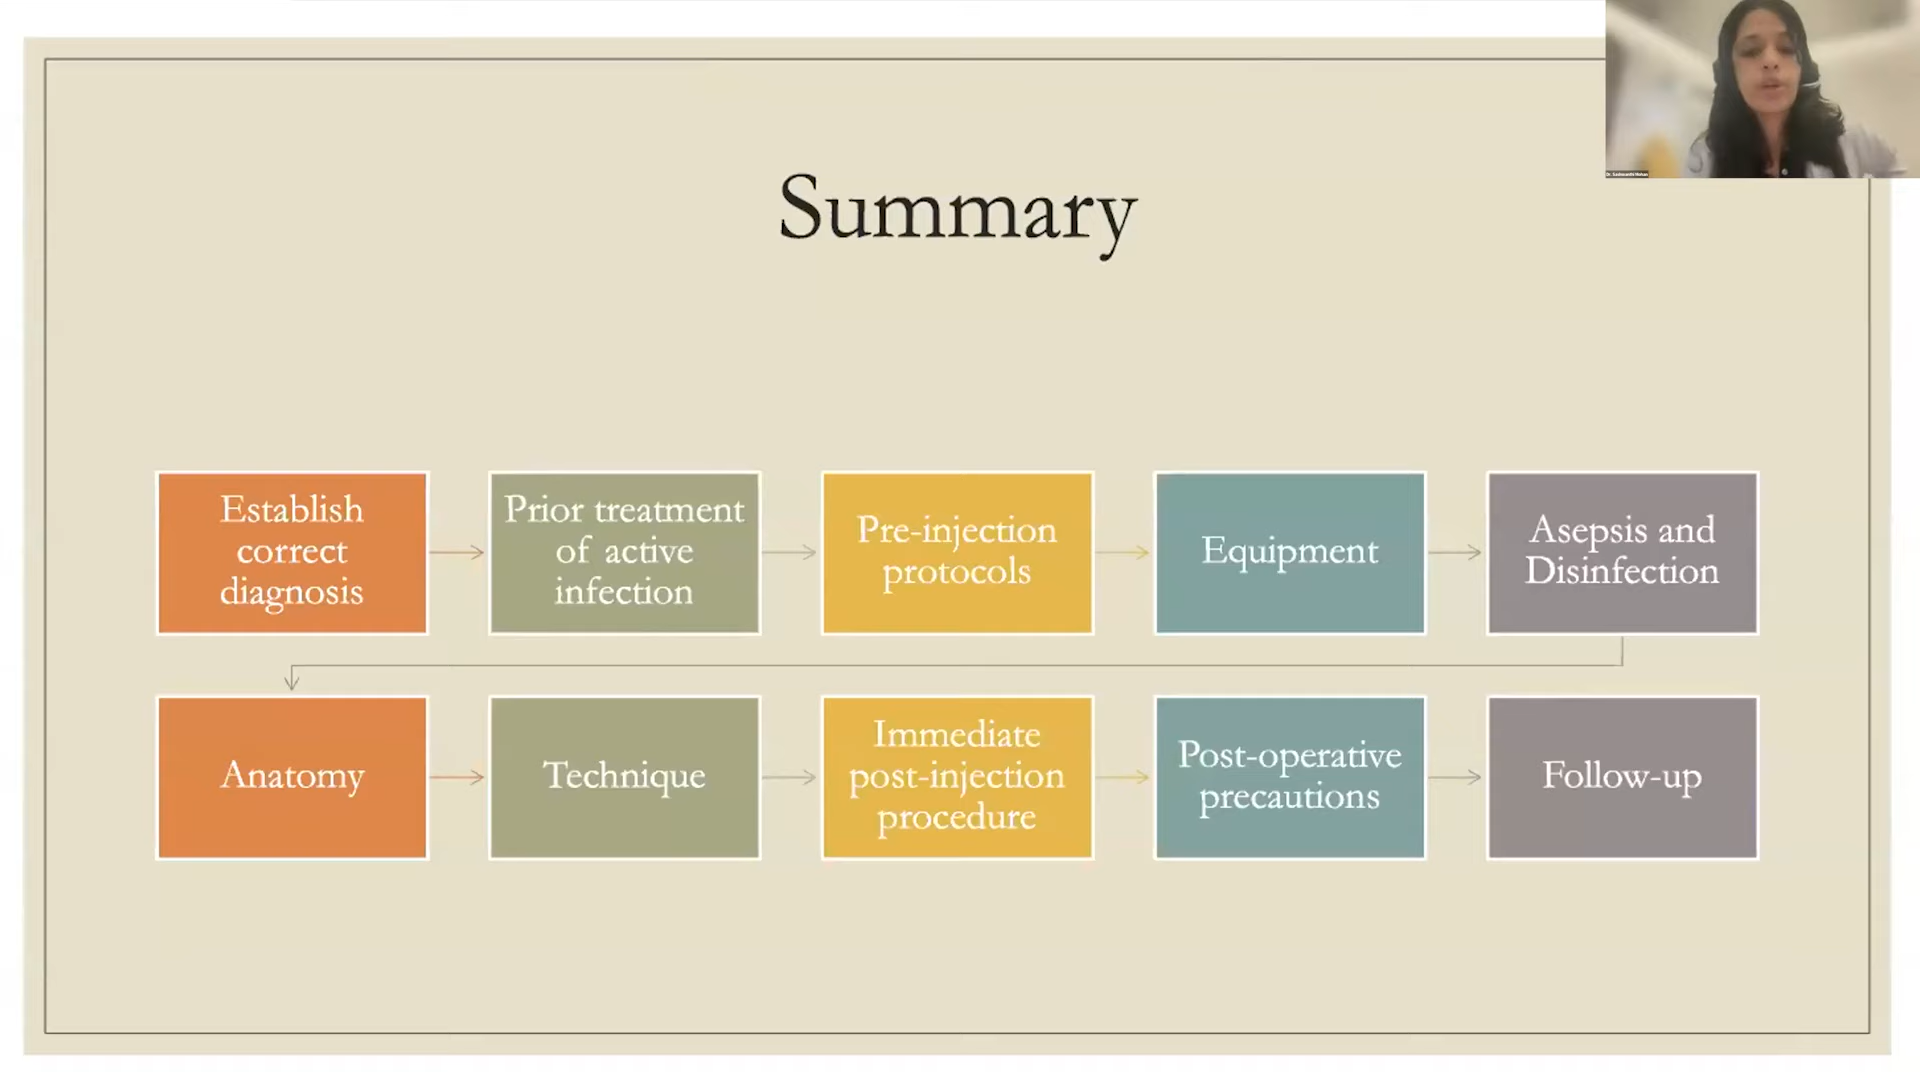 Summary
Establish
correct
diagnosis
Prior treatment
of active
infection
Pre-injection
protocols
Equipment
Asepsis and
Disinfection
Anatomy
Technique
Immediate
post-injection
procedure
Post-operative
precautions
Follow-up